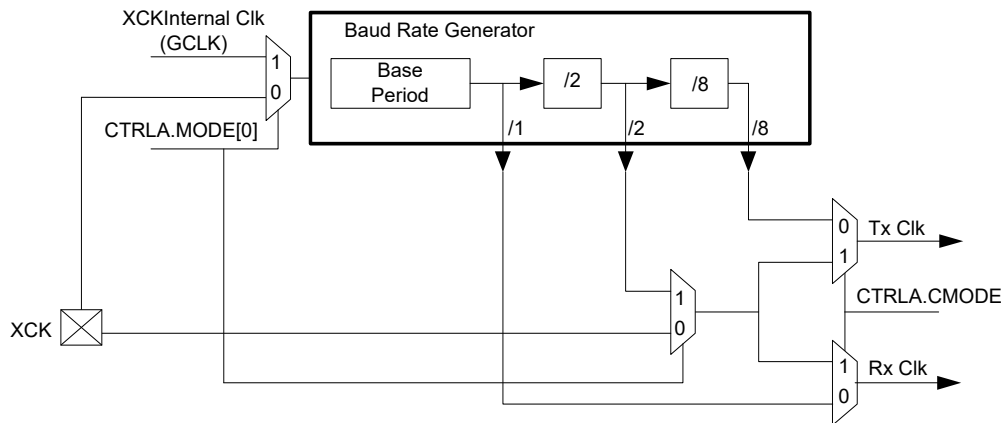 XCKInternal Clk
(GCLK)
Baud Rate Generator
1
0
Base
Period
/2
/8
CTRLA.MODE[0]
/1
/2
/8
0
Tx Clk
1
1
CTRLA.CMODE
XCK
0
1
Rx Clk
0